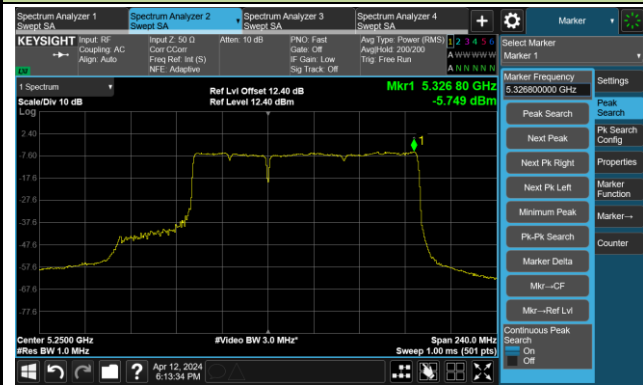 Spectrum Analyzer 1
Swept SA
Spectrum Analyzer 2
Swept SA
Spectrum Analyzer 3
Swept SA
Spectrum Analyzer 4
Swept SA
+
Marker
KEYSIGHT
Input: RF
Coupling: AC
Align: Auto
Input Z: 50 Ω
Corr CCorr
Freq Ref: Int (S)
NFE: Adaptive
Atten: 10 dB
PNO: Fast
Gate: Off
IF Gain: Low
Sig Track: Off
Avg Type: Power (RMS)
Avg|Hold: 200/200
Trig: Free Run
1 2 3 4 5 6
A W W W W W
A N N N N N
LVI
Select Marker
Marker 1
1 Spectrum
Scale/Div 10 dB
Log
Ref Lvl Offset 12.40 dB
Ref Level 12.40 dBm
Mkr1 5.326 80 GHz
-5.749 dBm
2.40
-7.60
-17.6
-27.6
-37.6
-47.6
-57.6
-67.6
-77.6
1
Center 5.2500 GHz
#Res BW 1.0 MHz
#Video BW 3.0 MHz*
Span 240.0 MHz
Sweep 1.00 ms (501 pts)
Marker Frequency
5.326800000 GHz
Peak Search
Next Peak
Next Pk Right
Next Pk Left
Minimum Peak
Pk-Pk Search
Marker Delta
Mkr→CF
Mkr→Ref Lvl
Continuous Peak
Search
On
Off
Settings
Peak
Search
Pk Search
Config
Properties
Marker
Function
Marker→
Counter
?
Apr 12, 2024
6:13:34 PM